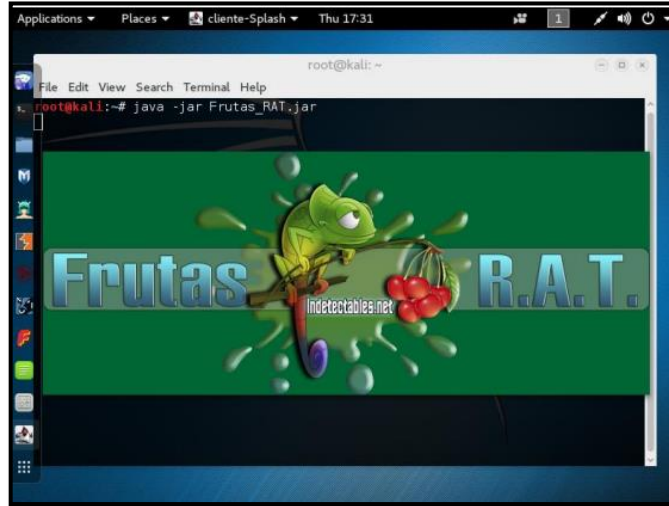 Applications Places cliente-Splash Thu 17:31 1
root@kali: ~
File Edit View Search Terminal Help
root@kali:~# java -jar Frutas_RAT.jar
Frutas R.A.T.
Indetectables.net